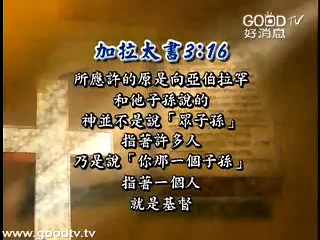 GOOD TV
好消息
加拉太書3:16
所應許的原是向亞伯拉罕
和他子孫說的
神並不是說「眾子孫」
指著許多人
乃是說「你那一個子孫」
指著一個人
就是基督
www.goodtv.tv